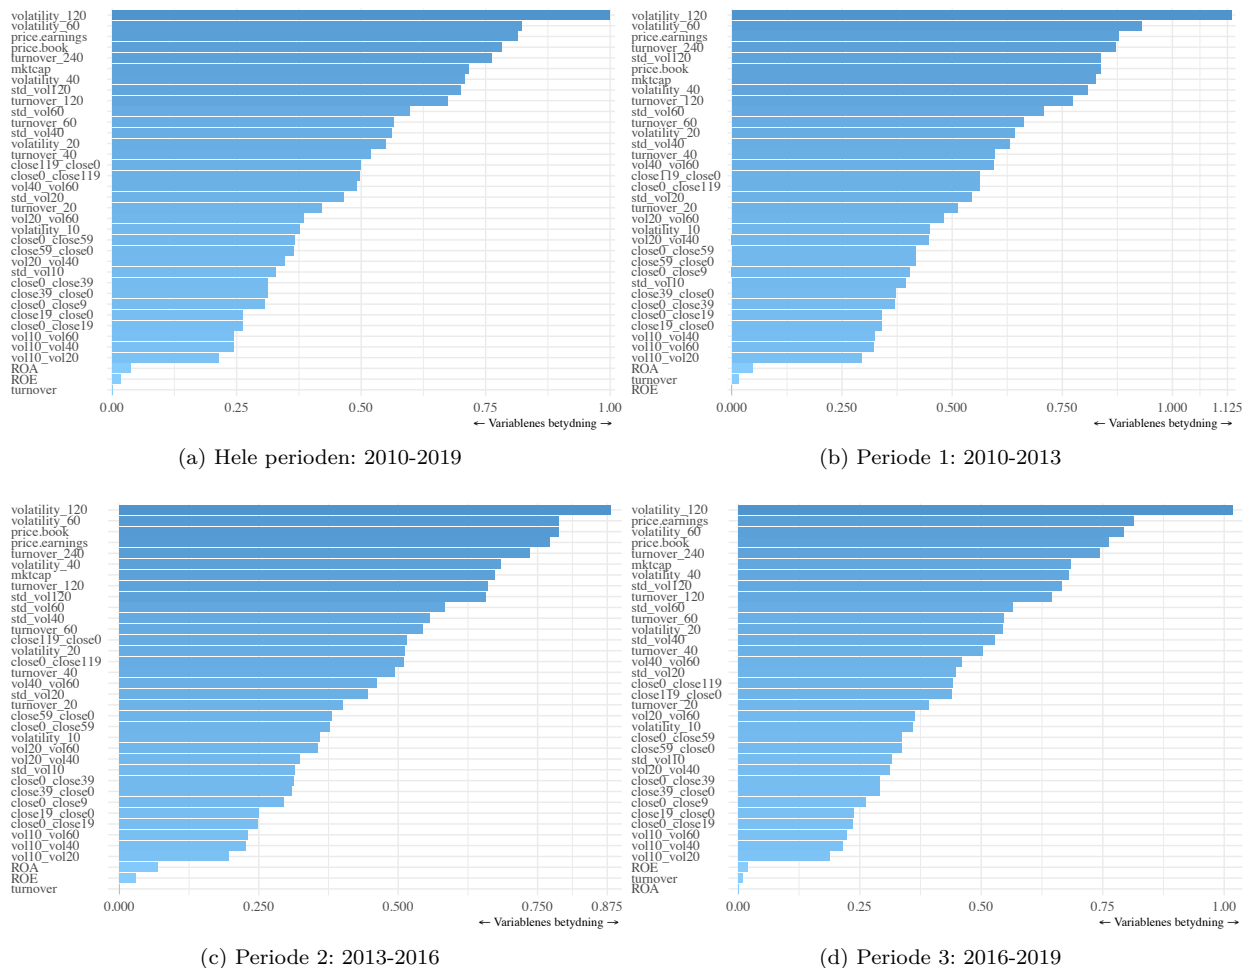 volatility_120
volatility_60
price.earnings
price.book
turnover_240
mktcap
volatility_40
std_vol120
turnover_120
std_vol60
turnover_60
std_vol40
volatility_20
turnover_40
close119_close0
close0_close119
vol40_vol60
std_vol20
turnover_20
vol20_vol60
volatility_10
close0_close59
close59_close0
vol20_vol40
std_vol10
close0_close39
close39_close0
close0_close9
close19_close0
close0_close19
vol10_vol60
vol10_vol40
vol10_vol20
ROA
ROE
turnover
0.00 0.25 0.50 0.75 1.00
← Variablenes betydning →
(a) Hele perioden: 2010-2019
volatility_120
volatility_60
price.earnings
turnover_240
std_vol120
price.book
mktcap
volatility_40
turnover_120
std_vol60
turnover_60
volatility_20
std_vol40
turnover_40
vol40_vol60
close119_close0
close0_close119
std_vol20
turnover_20
vol20_vol60
volatility_10
vol20_vol40
close0_close59
close59_close0
close0_close9
std_vol10
close39_close0
close0_close39
close0_close19
close19_close0
vol10_vol40
vol10_vol60
vol10_vol20
ROA
turnover
ROE
0.000 0.250 0.500 0.750 1.000 1.125
← Variablenes betydning →
(b) Periode 1: 2010-2013
volatility_120
volatility_60
price.book
price.earnings
turnover_240
volatility_40
mktcap
turnover_120
std_vol120
std_vol60
std_vol40
turnover_60
close119_close0
volatility_20
close0_close119
turnover_40
vol40_vol60
std_vol20
turnover_20
close59_close0
close0_close59
volatility_10
vol20_vol60
vol20_vol40
std_vol10
close0_close39
close39_close0
close0_close9
close19_close0
close0_close19
vol10_vol60
vol10_vol40
vol10_vol20
ROA
ROE
turnover
0.000 0.250 0.500 0.750 0.875
← Variablenes betydning →
(c) Periode 2: 2013-2016
volatility_120
price.earnings
volatility_60
price.book
turnover_240
mktcap
volatility_40
std_vol120
turnover_120
std_vol60
turnover_60
volatility_20
std_vol40
turnover_40
vol40_vol60
std_vol20
close0_close119
close119_close0
turnover_20
vol20_vol60
volatility_10
close0_close59
close59_close0
std_vol10
vol20_vol40
close0_close39
close39_close0
close0_close9
close19_close0
close0_close19
vol10_vol60
vol10_vol40
vol10_vol20
ROE
turnover
ROA
0.00 0.25 0.50 0.75 1.00
← Variablenes betydning →
(d) Periode 3: 2016-2019